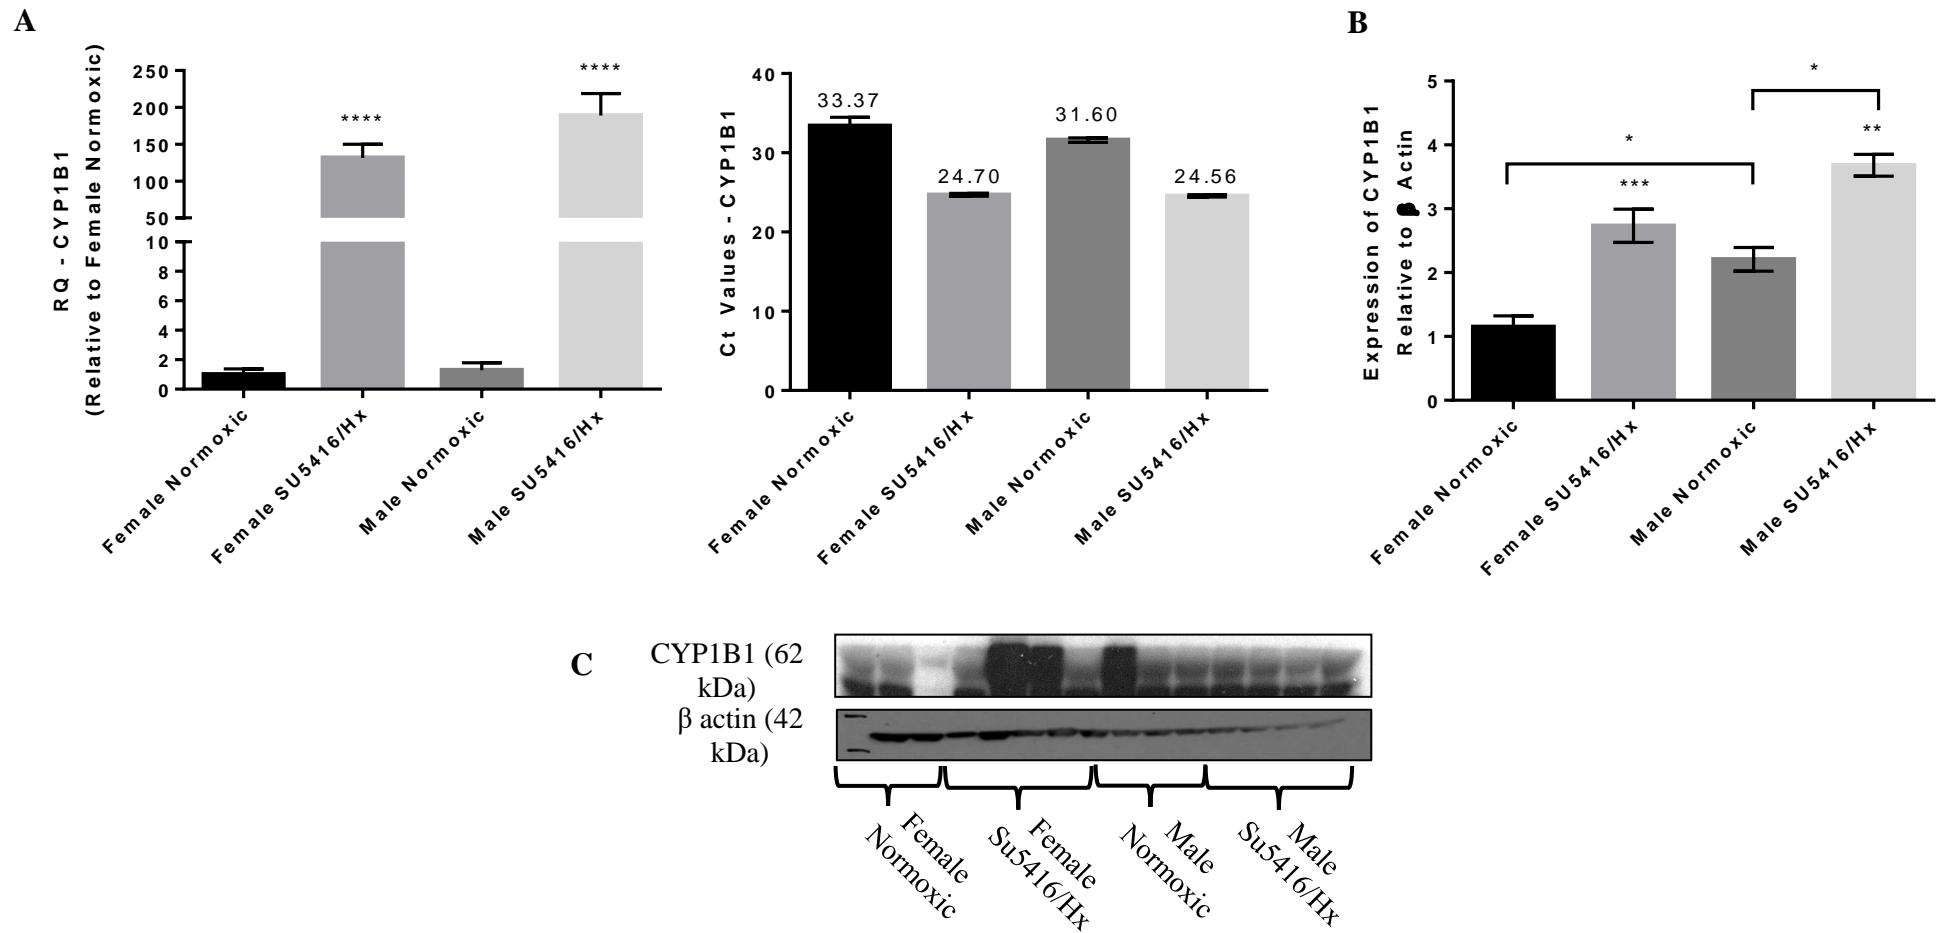 A
RQ - CYP1B1
(Relative to Female Normoxic)
250
200
150
100
50
10
8
6
4
2
0
****
****
Female Normoxic
Female SU5416/Hx
Male Normoxic
Male SU5416/Hx
Ct Values - CYP1B1
40
30
20
10
0
33.37
24.70
31.60
24.56
Female Normoxic
Female SU5416/Hx
Male Normoxic
Male SU5416/Hx
B
Expression of CYP1B1
Relative to β Actin
5
4
3
2
1
0
*
*
**
***
Female Normoxic
Female SU5416/Hx
Male Normoxic
Male SU5416/Hx
C
CYP1B1 (62
kDa)
β actin (42
kDa)
Female
Normoxic
Female
Su5416/Hx
Male
Normoxic
Male
Su5416/Hx